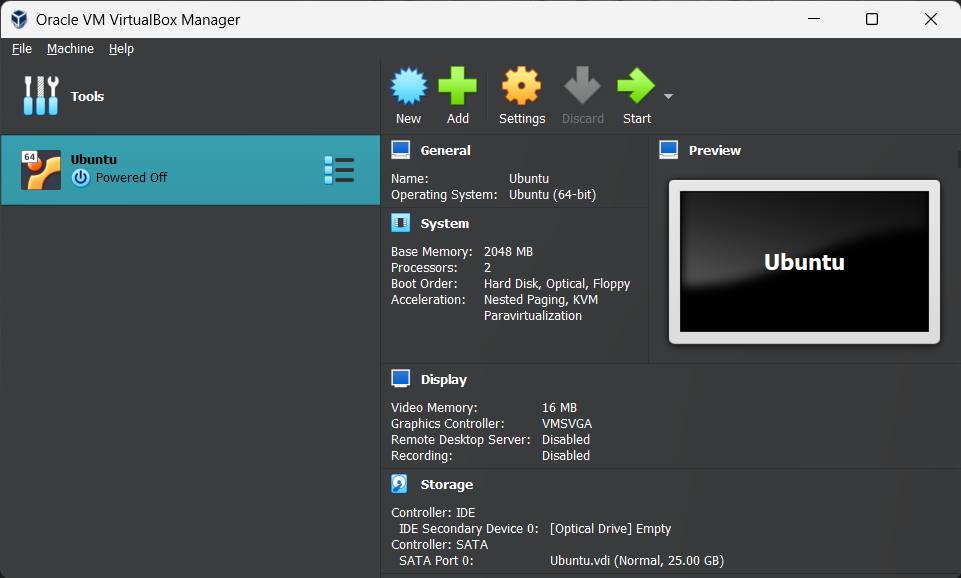 Oracle VM VirtualBox Manager
File Machine Help
Tools
New Add Settings Discard Start
64
Ubuntu
Powered Off
General
Name: Ubuntu
Operating System: Ubuntu (64-bit)
System
Base Memory: 2048 MB
Processors: 2
Boot Order: Hard Disk, Optical, Floppy
Acceleration: Nested Paging, KVM
Paravirtualization
Preview
Ubuntu
Display
Video Memory: 16 MB
Graphics Controller: VMSVGA
Remote Desktop Server: Disabled
Recording: Disabled
Storage
Controller: IDE
IDE Secondary Device 0: [Optical Drive] Empty
Controller: SATA
SATA Port 0: Ubuntu.vdi (Normal, 25.00 GB)